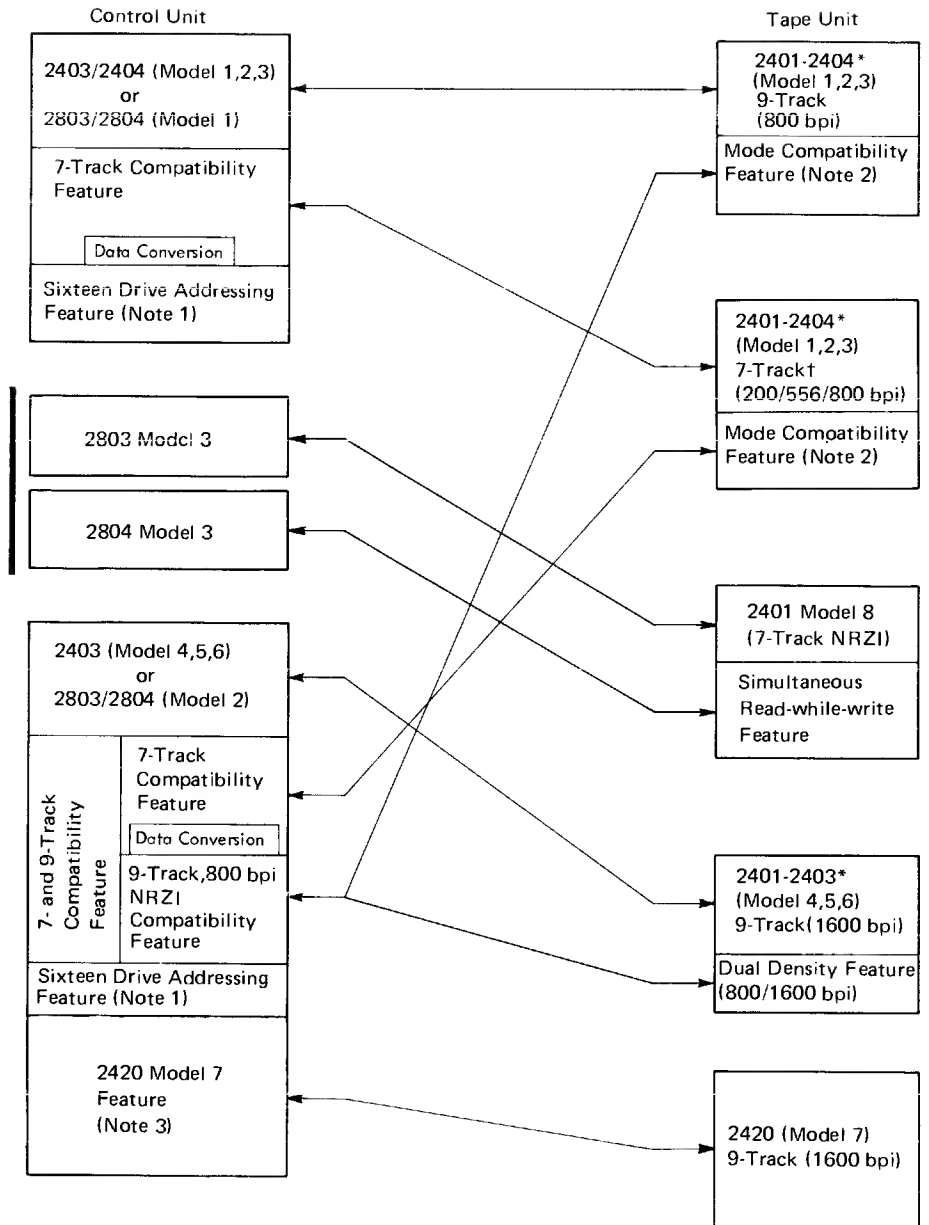 Control Unit
2403/2404 (Model 1,2,3)
or
2803/2804 (Model 1)
7-Track Compatibility
Feature
Data Conversion
Sixteen Drive Addressing
Feature (Note 1)
2803 Model 3
2804 Model 3
2403 (Model 4,5,6)
or
2803/2804 (Model 2)
7- and 9-Track
Compatibility
Feature
7-Track
Compatibility
Feature
Data Conversion
9-Track,800 bpi
NRZI
Compatibility
Feature
Sixteen Drive Addressing
Feature (Note 1)
2420 Model 7
Feature
(Note 3)
Tape Unit
2401-2404*
(Model 1,2,3)
9-Track
(800 bpi)
Mode Compatibility
Feature (Note 2)
2401-2404*
(Model 1,2,3)
7-Track†
(200/556/800 bpi)
Mode Compatibility
Feature (Note 2)
2401 Model 8
(7-Track NRZI)
Simultaneous
Read-while-write
Feature
2401-2403*
(Model 4,5,6)
9-Track(1600 bpi)
Dual Density Feature
(800/1600 bpi)
2420 (Model 7)
9-Track (1600 bpi)